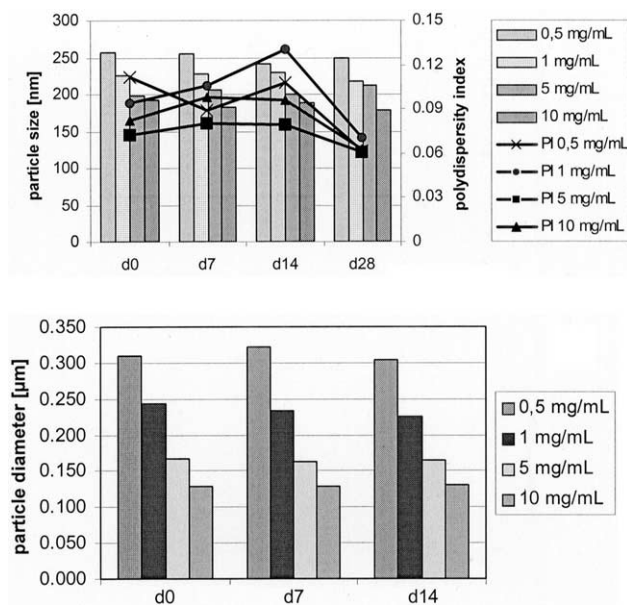 particle size [nm]
300
250
200
150
100
50
0
d0 d7 d14 d28
0.15
0.12
0.09
0.06
0.03
0
polydispersity index
0,5 mg/mL
1 mg/mL
5 mg/mL
10 mg/mL
PI 0,5 mg/mL
PI 1 mg/mL
PI 5 mg/mL
PI 10 mg/mL
particle diameter [µm]
0.350
0.300
0.250
0.200
0.150
0.100
0.050
0.000
d0 d7 d14
0,5 mg/mL
1 mg/mL
5 mg/mL
10 mg/mL